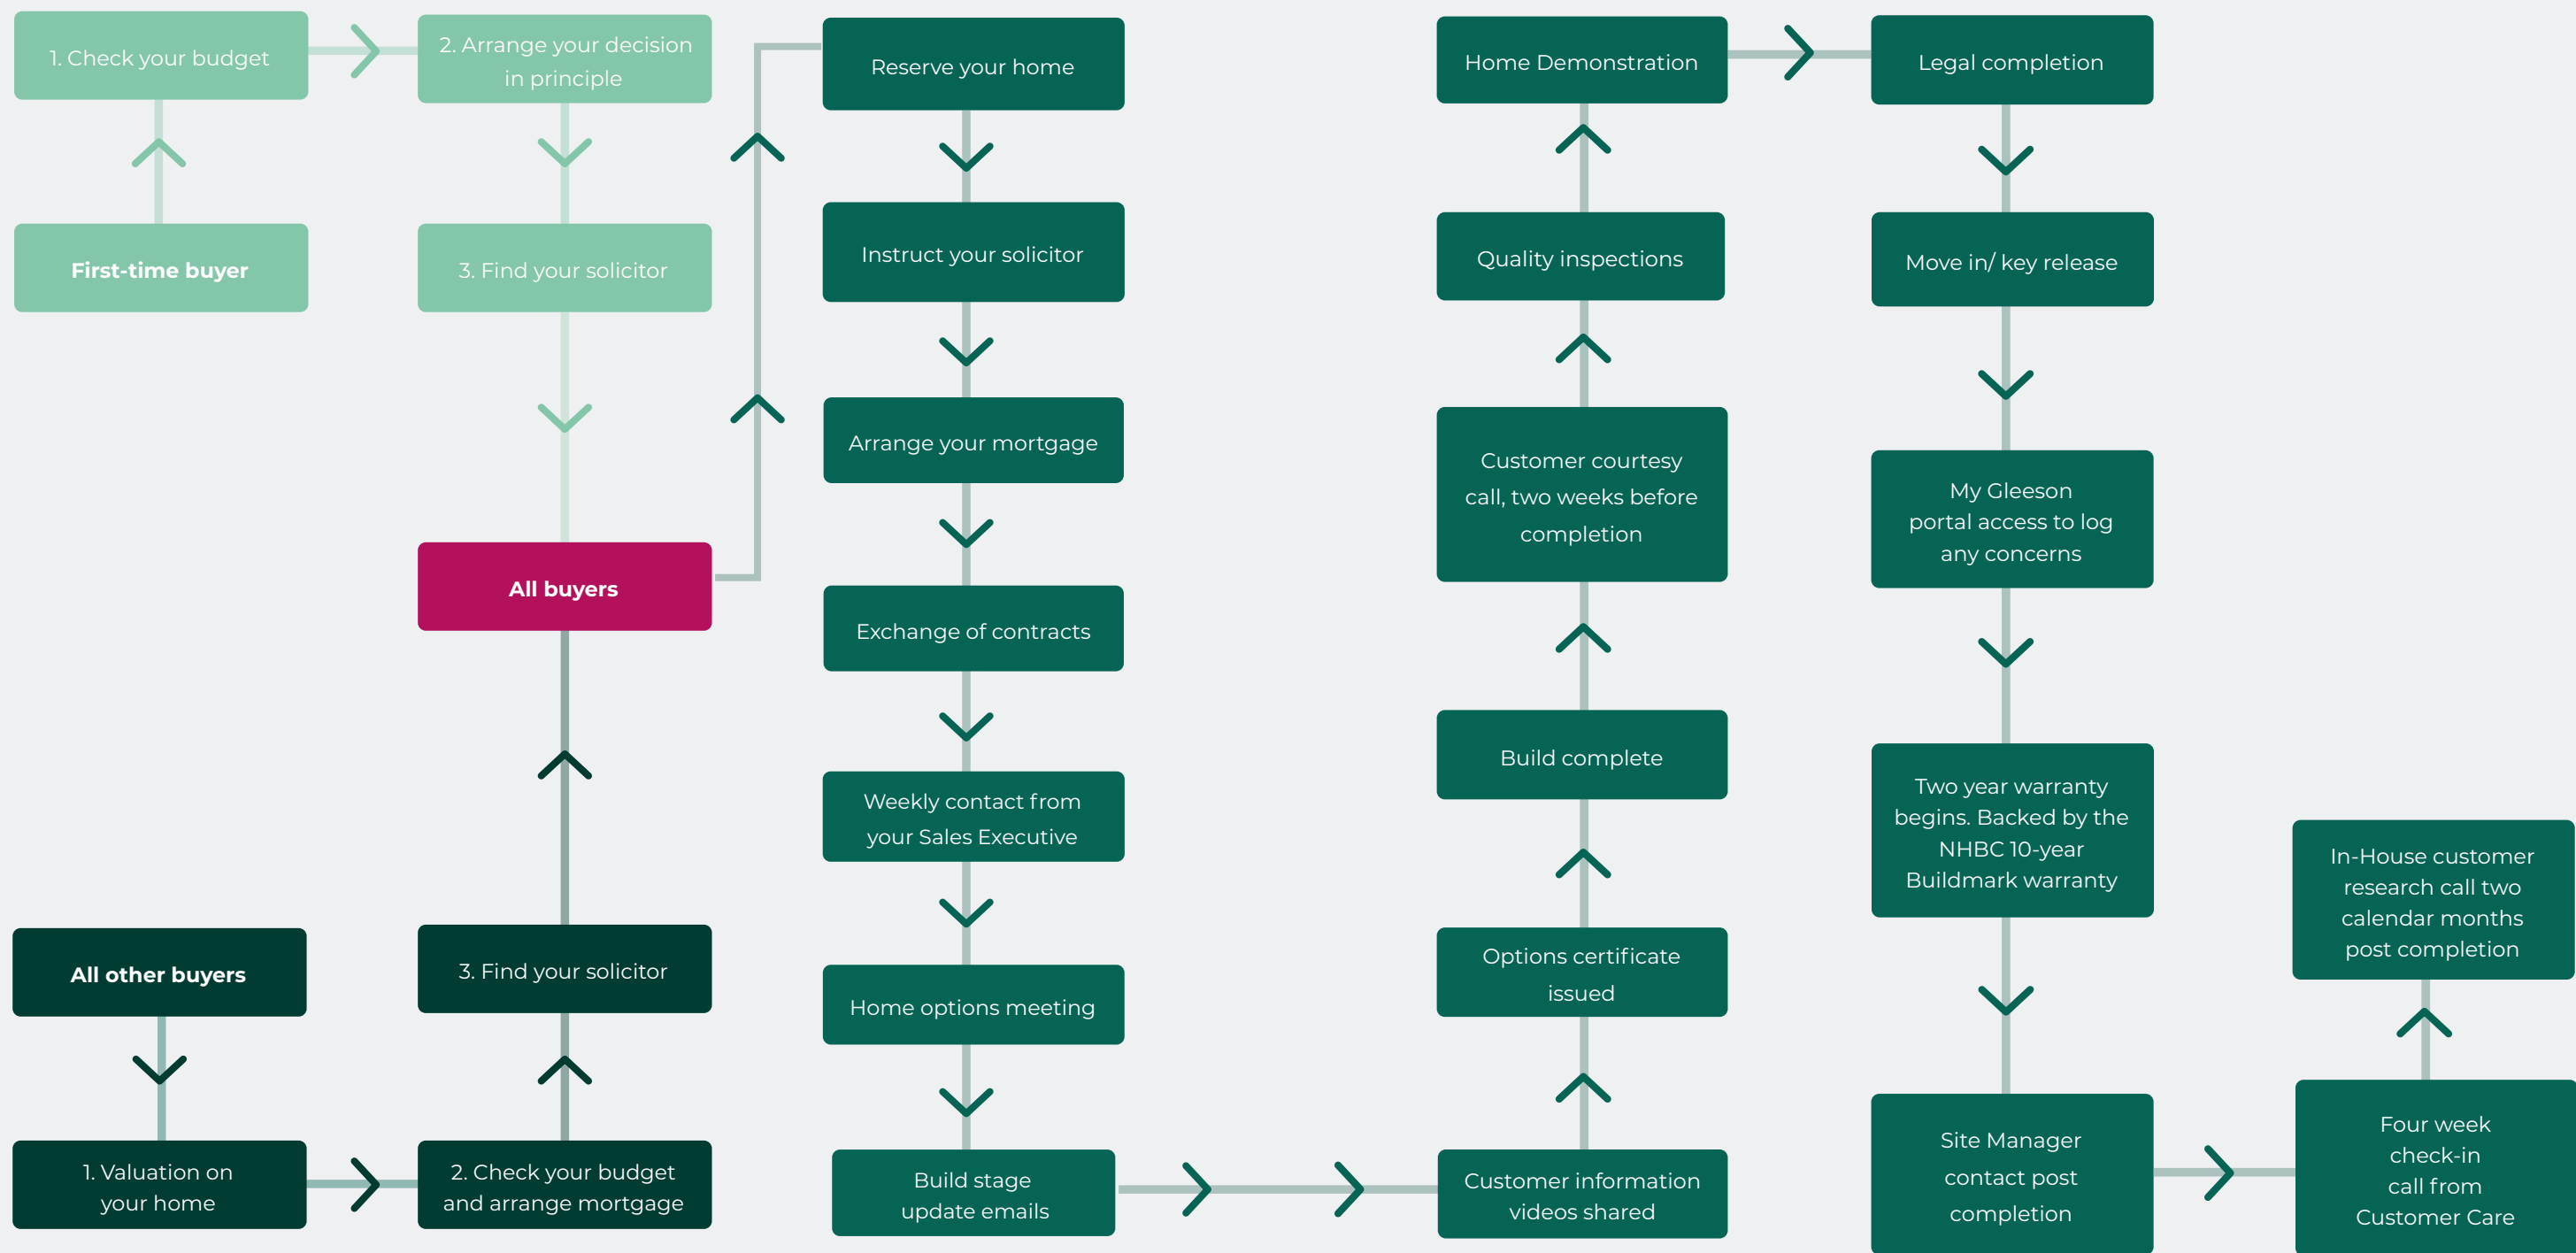 1. Check your budget
2. Arrange your decision
in principle
First-time buyer
3. Find your solicitor
All buyers
All other buyers
3. Find your solicitor
1. Valuation on
your home
2. Check your budget
and arrange mortgage
Reserve your home
Instruct your solicitor
Arrange your mortgage
Exchange of contracts
Weekly contact from
your Sales Executive
Home options meeting
Build stage
update emails
Home Demonstration
Quality inspections
Customer courtesy
call, two weeks before
completion
Build complete
Options certificate
issued
Customer information
videos shared
Legal completion
Move in/ key release
My Gleeson
portal access to log
any concerns
Two year warranty
begins. Backed by the
NHBC 10-year
Buildmark warranty
Site Manager
contact post
completion
In-House customer
research call two
calendar months
post completion
Four week
check-in
call from
Customer Care